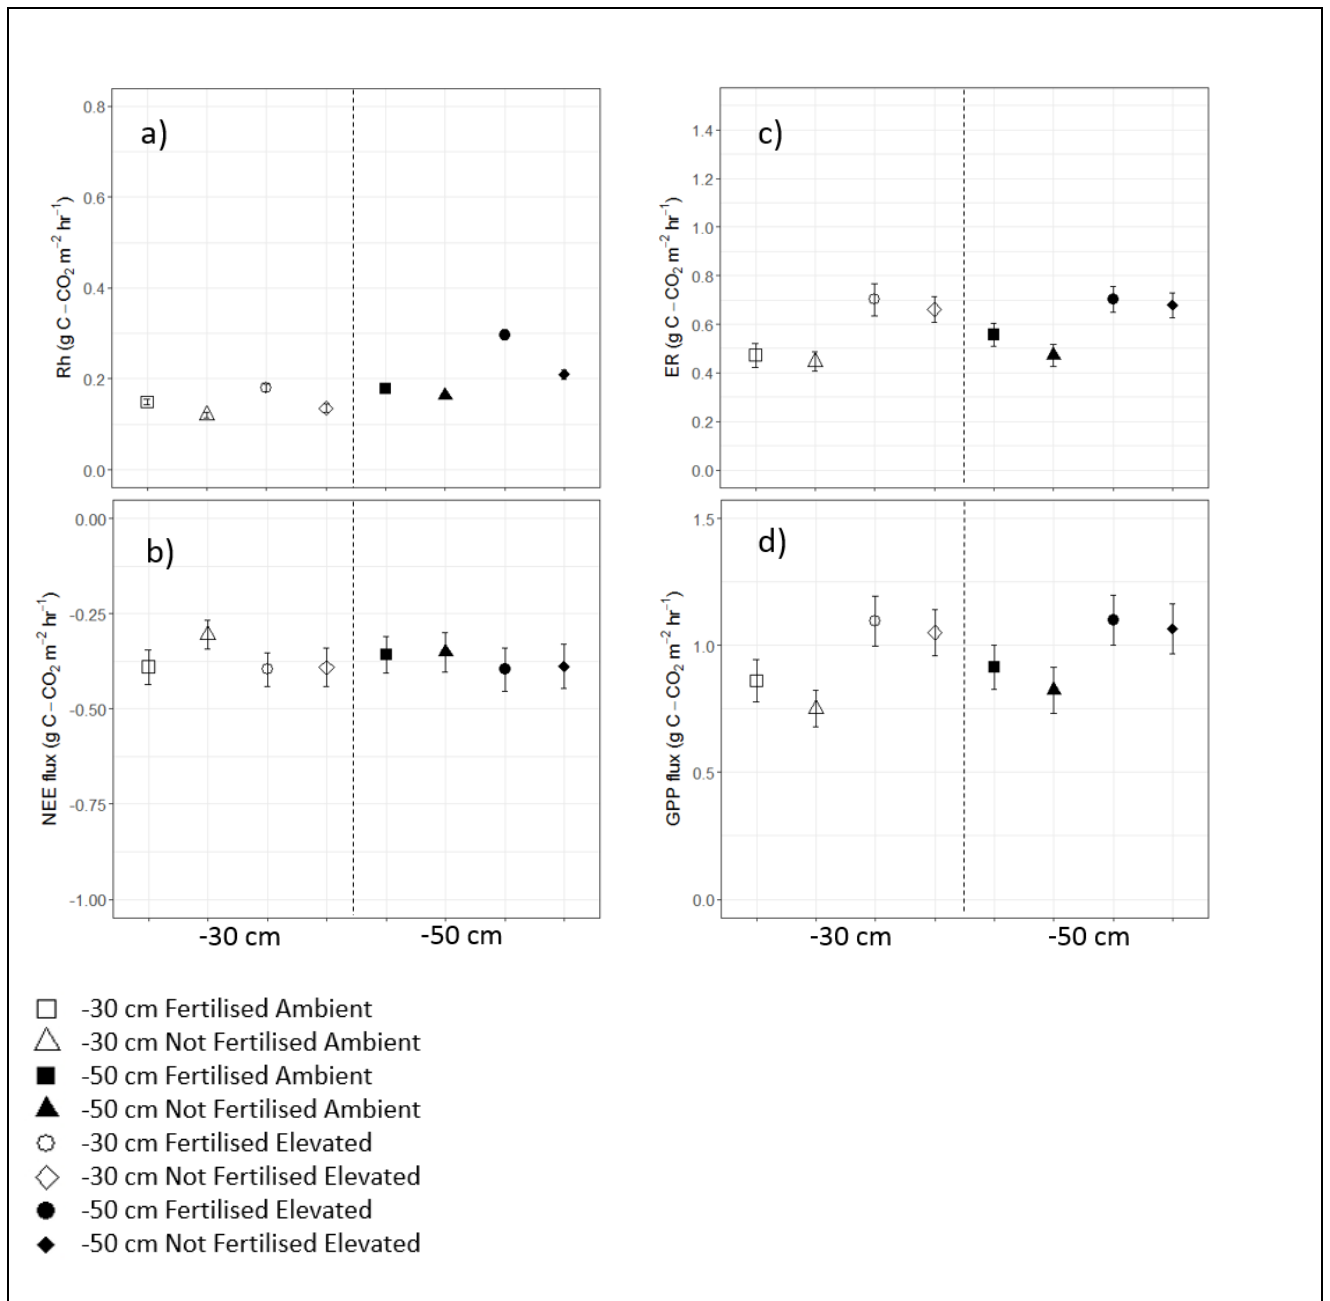 a)
0.8
0.6
0.4
0.2
0.0
Rh (g C – CO₂ m⁻² hr⁻¹)
c)
1.4
1.2
1.0
0.8
0.6
0.4
0.2
0.0
ER (g C – CO₂ m⁻² hr⁻¹)
b)
0.00
-0.25
-0.50
-0.75
-1.00
NEE flux (g C – CO₂ m⁻² hr⁻¹)
-30 cm
-50 cm
d)
1.5
1.0
0.5
0.0
GPP flux (g C – CO₂ m⁻² hr⁻¹)
-30 cm
-50 cm
-30 cm Fertilised Ambient
-30 cm Not Fertilised Ambient
-50 cm Fertilised Ambient
-50 cm Not Fertilised Ambient
-30 cm Fertilised Elevated
-30 cm Not Fertilised Elevated
-50 cm Fertilised Elevated
-50 cm Not Fertilised Elevated